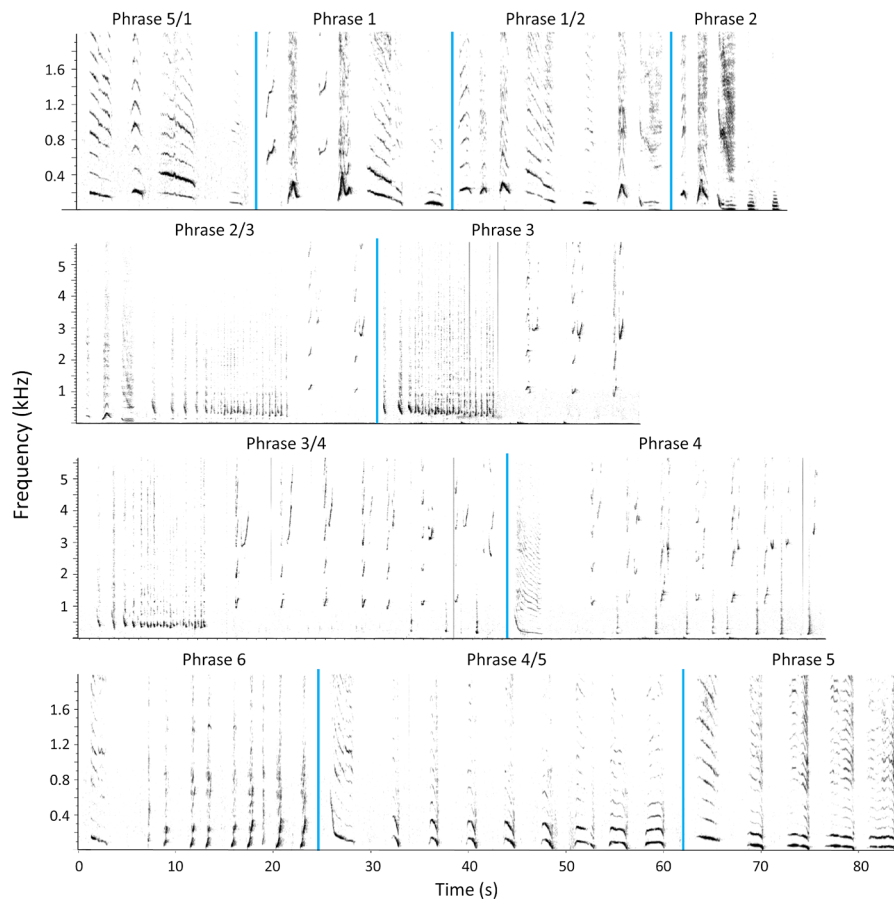 Phrase 5/1 Phrase 1 Phrase 1/2 Phrase 2
1.6
1.2
0.8
0.4
Phrase 2/3 Phrase 3
5
4
3
2
1
Frequency (kHz)
Phrase 3/4 Phrase 4
5
4
3
2
1
Phrase 6 Phrase 4/5 Phrase 5
1.6
1.2
0.8
0.4
0 10 20 30 40 50 60 70 80
Time (s)